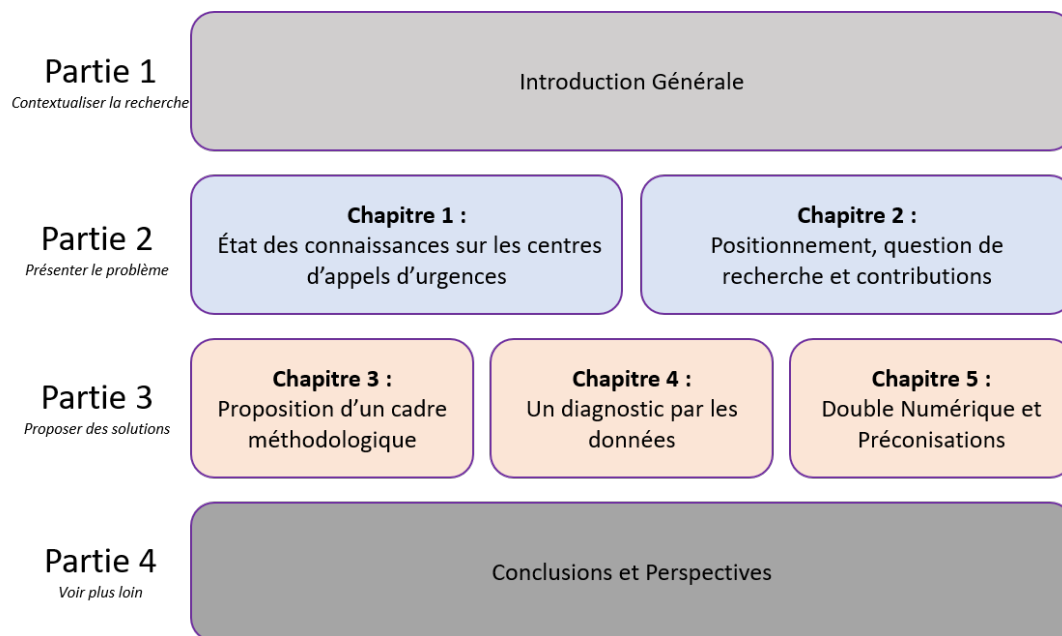 Partie 1
Contextualiser la recherche
Introduction Générale
Partie 2
Présenter le problème
Chapitre 1 :
État des connaissances sur les centres
d'appels d'urgences
Chapitre 2 :
Positionnement, question de
recherche et contributions
Partie 3
Proposer des solutions
Chapitre 3 :
Proposition d'un cadre
méthodologique
Chapitre 4 :
Un diagnostic par les
données
Chapitre 5 :
Double Numérique et
Préconisations
Partie 4
Voir plus loin
Conclusions et Perspectives